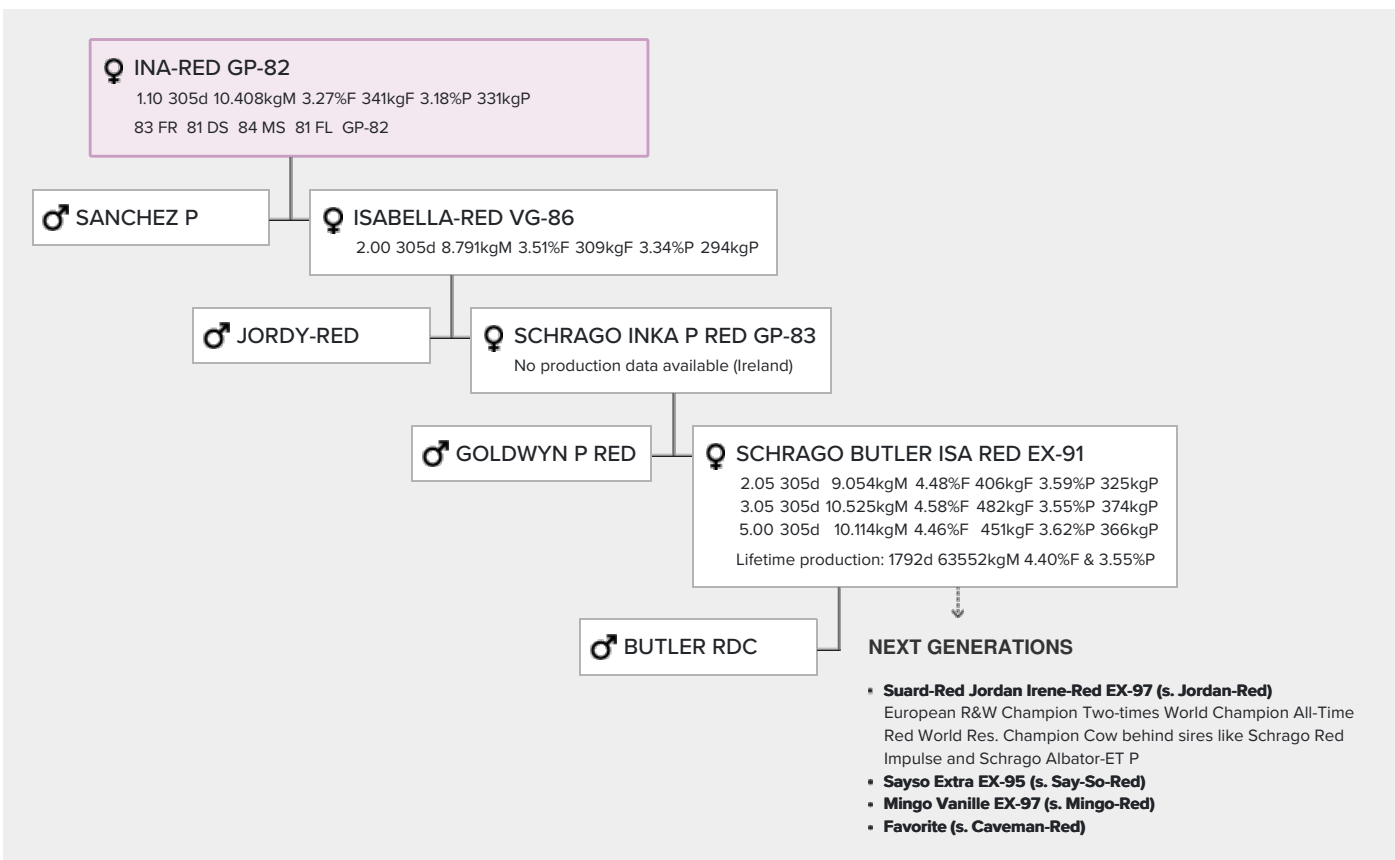 INA-RED GP-82
1.10 305d 10.408kgM 3.27%F 341kgF 3.18%P 331kgP
83 FR 81 DS 84 MS 81 FL GP-82
SANCHEZ P
ISABELLA-RED VG-86
2.00 305d 8.791kgM 3.51%F 309kgF 3.34%P 294kgP
JORDY-RED
SCHRAGO INKA P RED GP-83
No production data available (Ireland)
GOLDWYN P RED
SCHRAGO BUTLER ISA RED EX-91
2.05 305d 9.054kgM 4.48%F 406kgF 3.59%P 325kgP
3.05 305d 10.525kgM 4.58%F 482kgF 3.55%P 374kgP
5.00 305d 10.114kgM 4.46%F 451kgF 3.62%P 366kgP
Lifetime production: 1792d 63552kgM 4.40%F & 3.55%P
BUTLER RDC
NEXT GENERATIONS
• Suard-Red Jordan Irene-Red EX-97 (s. Jordan-Red)
European R&W Champion Two-times World Champion All-Time
Red World Res. Champion Cow behind sires like Schrago Red
Impulse and Schrago Albator-ET P
• Sayso Extra EX-95 (s. Say-So-Red)
• Mingo Vanille EX-97 (s. Mingo-Red)
• Favorite (s. Caveman-Red)